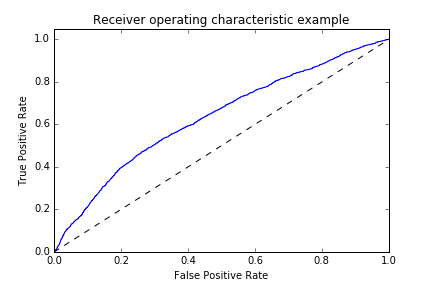 Receiver operating characteristic example
True Positive Rate
1.0
0.8
0.6
0.4
0.2
0.0
0.0 0.2 0.4 0.6 0.8 1.0
False Positive Rate